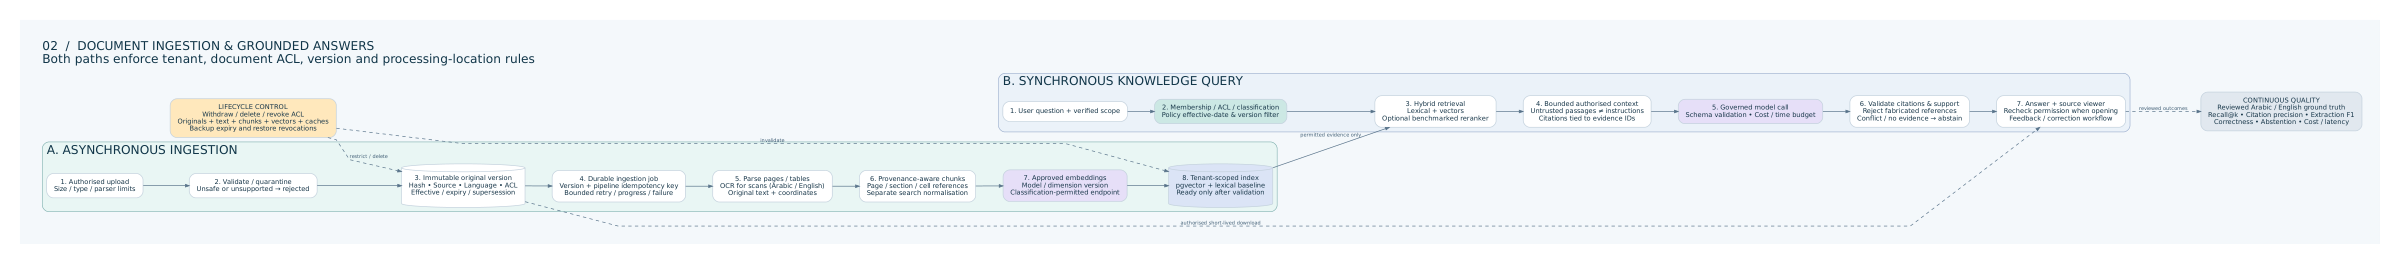 02 / DOCUMENT INGESTION & GROUNDED ANSWERS
Both paths enforce tenant, document ACL, version and processing-location rules
LIFECYCLE CONTROL
Withdraw / delete / revoke ACL
Originals + text + chunks + vectors + caches
Backup expiry and restore revocations
restrict / delete
invalidate
A. ASYNCHRONOUS INGESTION
1. Authorised upload
Size / type / parser limits
2. Validate / quarantine
Unsafe or unsupported → rejected
3. Immutable original version
Hash • Source • Language • ACL
Effective / expiry / supersession
4. Durable ingestion job
Version + pipeline idempotency key
Bounded retry / progress / failure
5. Parse pages / tables
OCR for scans (Arabic / English)
Original text + coordinates
6. Provenance-aware chunks
Page / section / cell references
Separate search normalisation
7. Approved embeddings
Model / dimension version
Classification-permitted endpoint
8. Tenant-scoped index
pgvector + lexical baseline
Ready only after validation
authorised short-lived download
permitted evidence only
B. SYNCHRONOUS KNOWLEDGE QUERY
1. User question + verified scope
2. Membership / ACL / classification
Policy effective-date & version filter
3. Hybrid retrieval
Lexical + vectors
Optional benchmarked reranker
4. Bounded authorised context
Untrusted passages ≠ instructions
Citations tied to evidence IDs
5. Governed model call
Schema validation • Cost / time budget
6. Validate citations & support
Reject fabricated references
Conflict / no evidence → abstain
7. Answer + source viewer
Recheck permission when opening
Feedback / correction workflow
reviewed outcomes
CONTINUOUS QUALITY
Reviewed Arabic / English ground truth
Recall@k • Citation precision • Extraction F1
Correctness • Abstention • Cost / latency